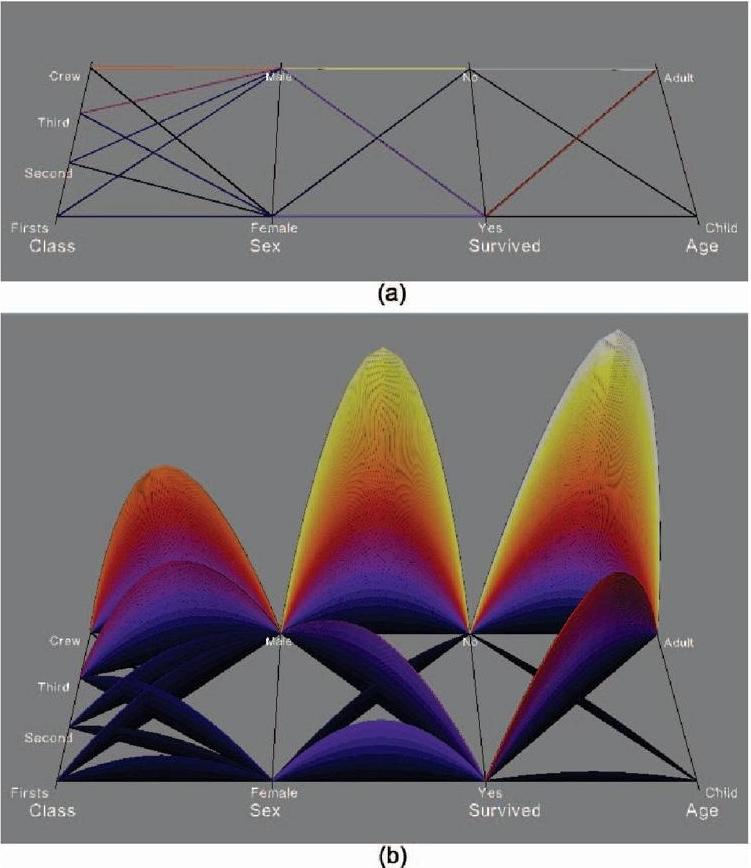 Crew
Male
No
Adult
Third
Second
Firsts
Female
Yes
Child
Class
Sex
Survived
Age
(a)
Crew
Male
No
Adult
Third
Second
Firsts
Female
Yes
Child
Class
Sex
Survived
Age
(b)